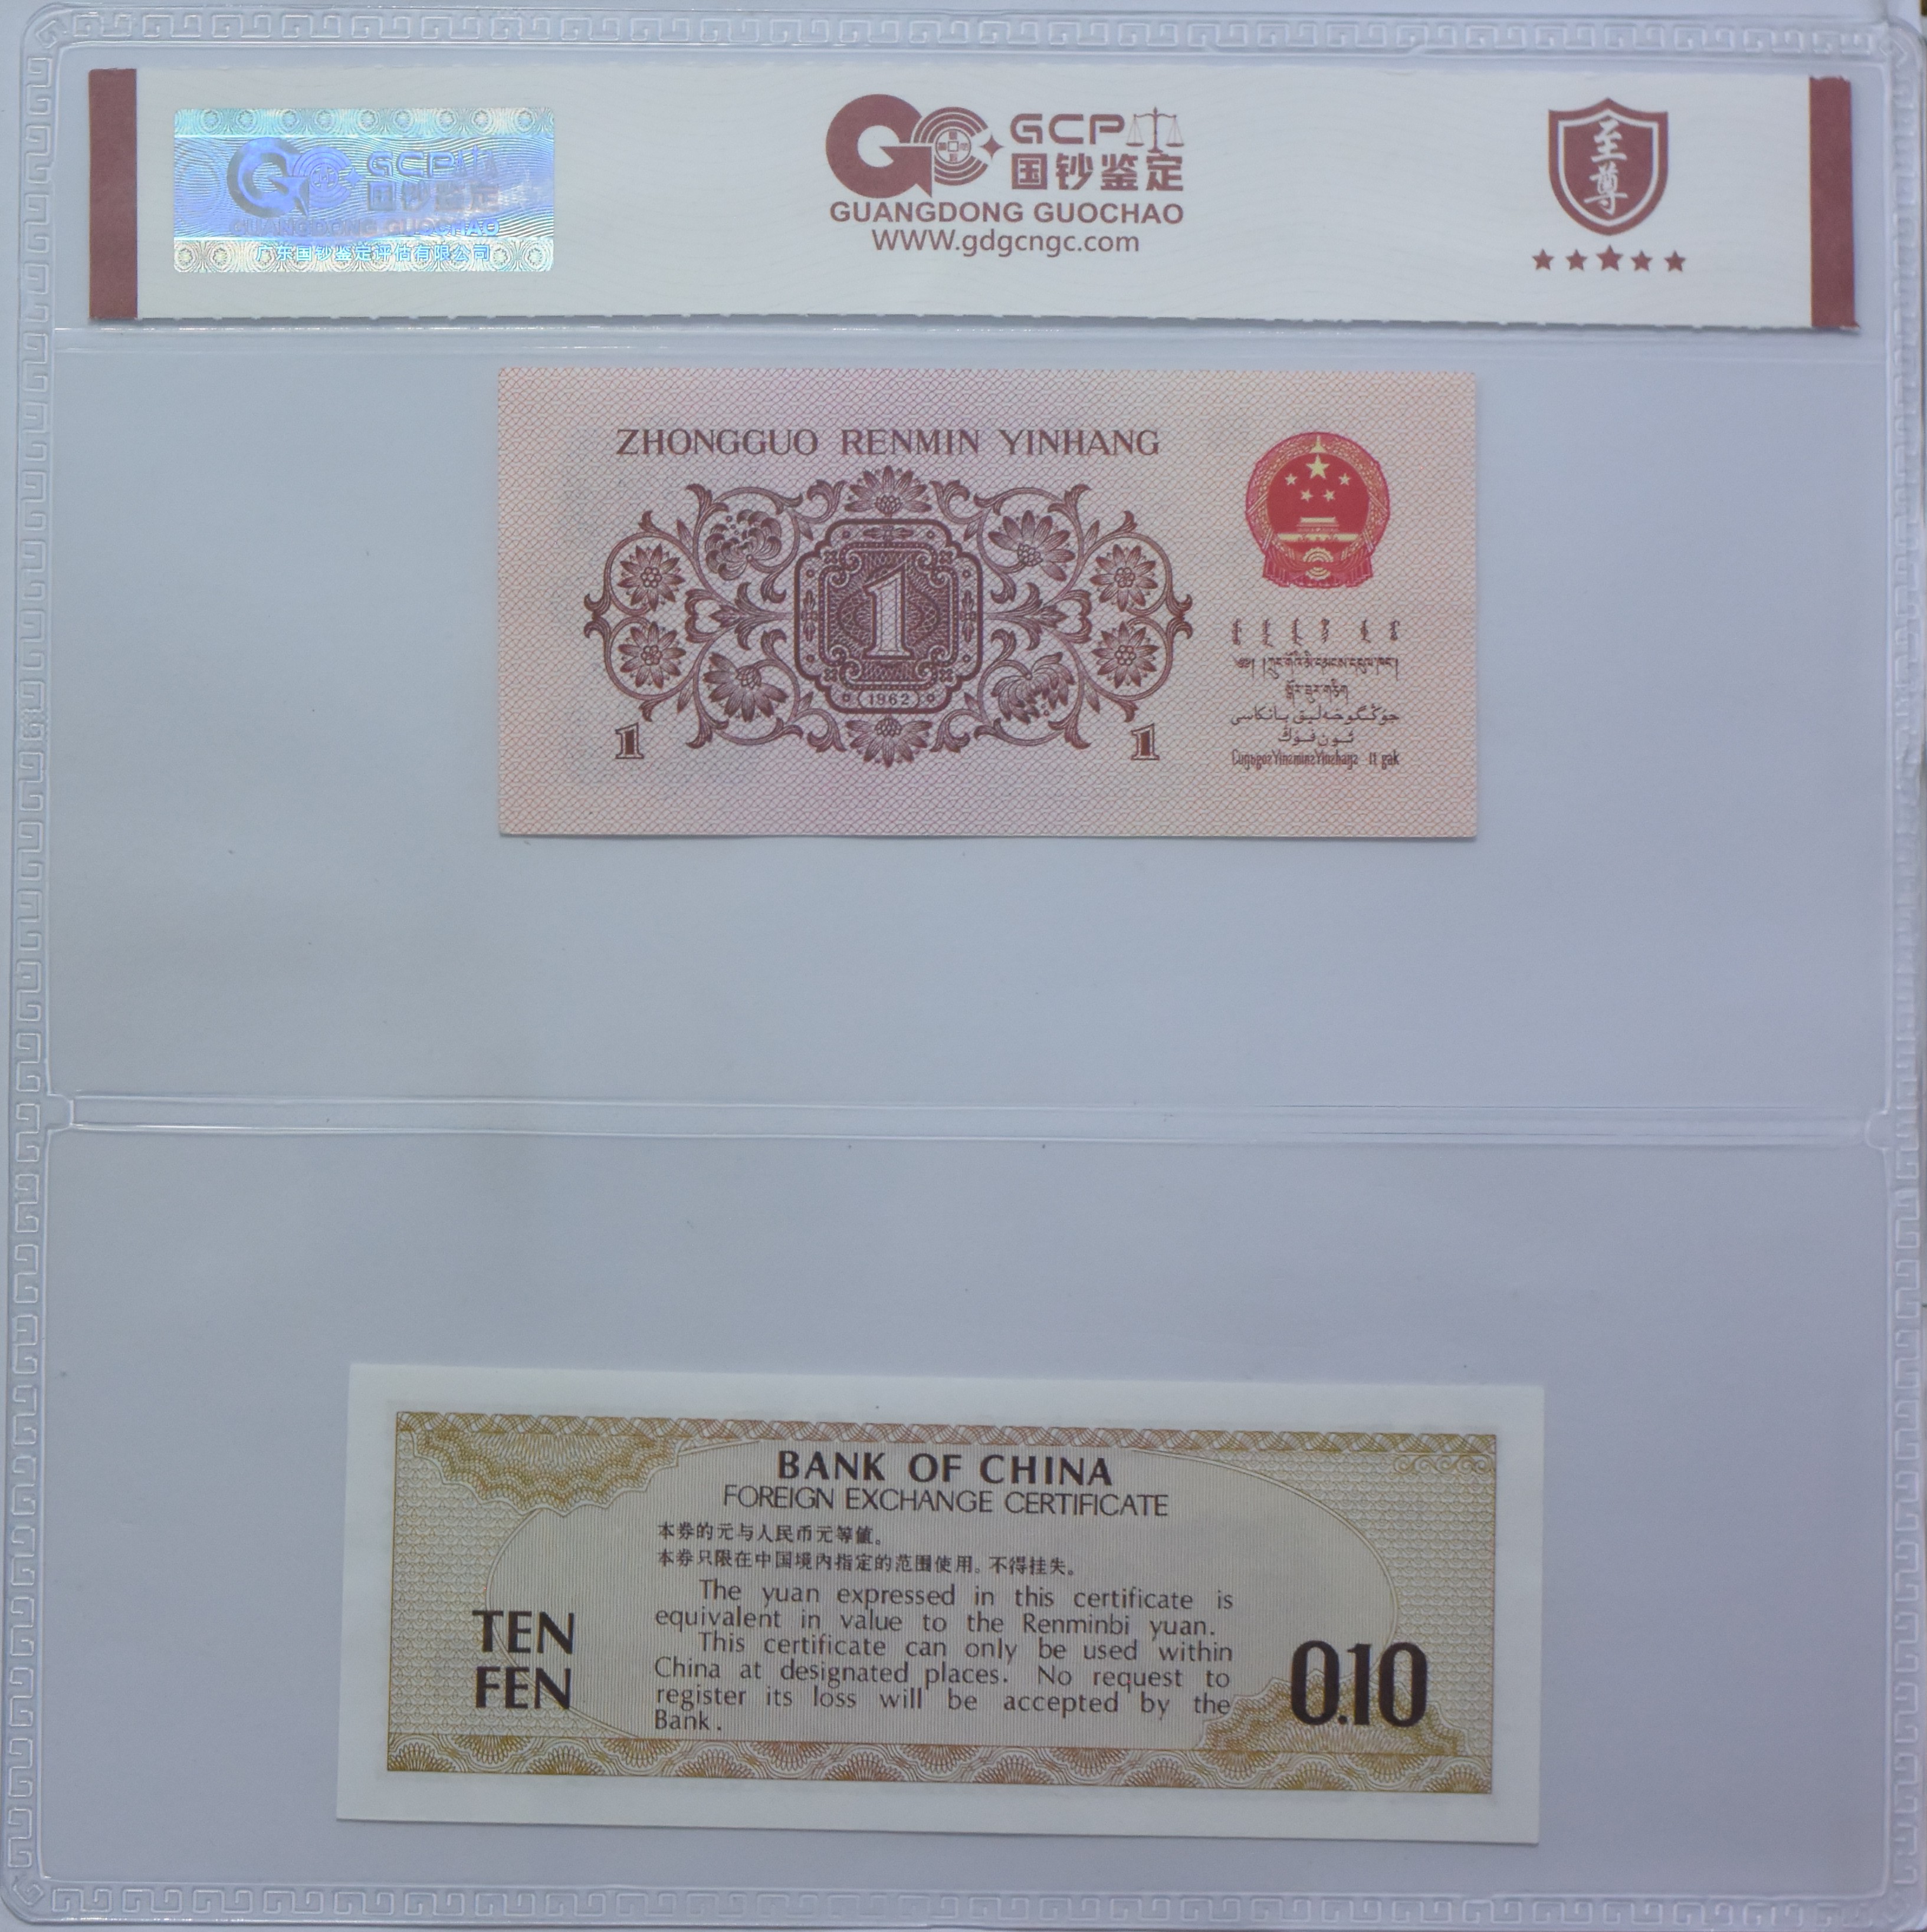 GCP
国钞鉴定
GUANGDONG GUOCHAO
广东国钞鉴定评估有限公司
GCP
国钞鉴定
GUANGDONG GUOCHAO
WWW.gdgcngc.com
至尊
ZHONGGUO RENMIN YINHANG
1
(1962)
1
1
BANK OF CHINA
FOREIGN EXCHANGE CERTIFICATE
本券的元与人民币元等值。
本券只限在中国境内指定的范围使用。不得挂失。
The yuan expressed in this certificate is
equivalent in value to the Renminbi yuan.
This certificate can only be used within
China at designated places. No request to
register its loss will be accepted by the
Bank.
TEN
FEN
0.10